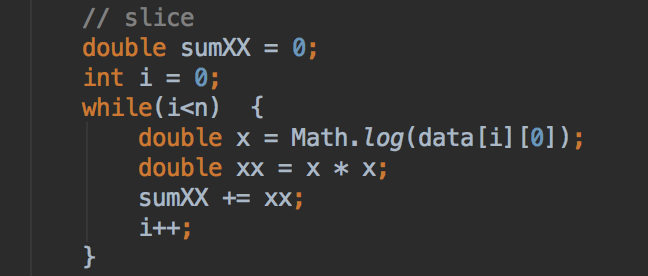 // slice
double sumXX = 0;
int i = 0;
while(i<n)  {
    double x = Math.log(data[i][0]);
    double xx = x * x;
    sumXX += xx;
    i++;
}